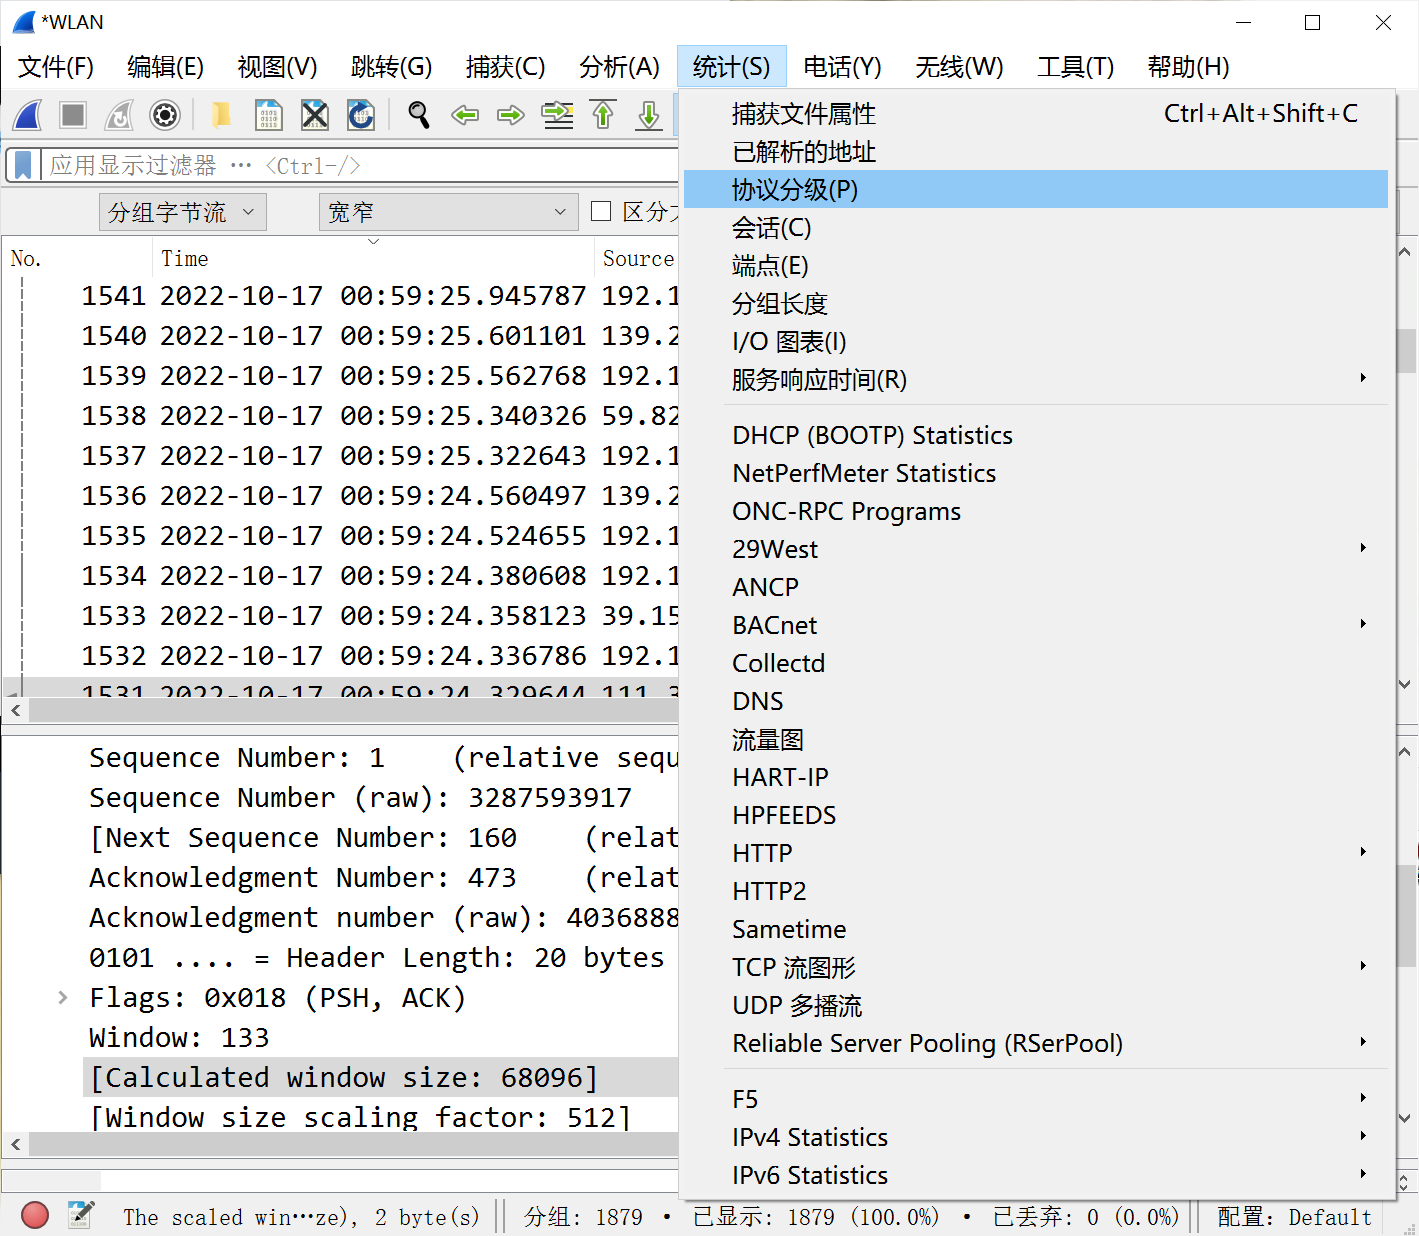 *WLAN
文件(F) 编辑(E) 视图(V) 跳转(G) 捕获(C) 分析(A) 统计(S) 电话(Y) 无线(W) 工具(T) 帮助(H)
应用显示过滤器 … <Ctrl-/>
分组字节流 宽窄 区分
No. Time Source
1541 2022-10-17 00:59:25.945787 192.1
1540 2022-10-17 00:59:25.601101 139.2
1539 2022-10-17 00:59:25.562768 192.1
1538 2022-10-17 00:59:25.340326 59.82
1537 2022-10-17 00:59:25.322643 192.1
1536 2022-10-17 00:59:24.560497 139.2
1535 2022-10-17 00:59:24.524655 192.1
1534 2022-10-17 00:59:24.380608 192.1
1533 2022-10-17 00:59:24.358123 39.15
1532 2022-10-17 00:59:24.336786 192.1
1531 2022-10-17 00:59:24.329644 111.3
Sequence Number: 1 (relative sequ
Sequence Number (raw): 3287593917
[Next Sequence Number: 160 (relat
Acknowledgment Number: 473 (relat
Acknowledgment number (raw): 4036888
0101 .... = Header Length: 20 bytes
Flags: 0x018 (PSH, ACK)
Window: 133
[Calculated window size: 68096]
[Window size scaling factor: 512]
捕获文件属性 Ctrl+Alt+Shift+C
已解析的地址
协议分级(P)
会话(C)
端点(E)
分组长度
I/O 图表(I)
服务响应时间(R)
DHCP (BOOTP) Statistics
NetPerfMeter Statistics
ONC-RPC Programs
29West
ANCP
BACnet
Collectd
DNS
流量图
HART-IP
HPFEEDS
HTTP
HTTP2
Sametime
TCP 流图形
UDP 多播流
Reliable Server Pooling (RSerPool)
F5
IPv4 Statistics
IPv6 Statistics
The scaled win…ze), 2 byte(s) 分组: 1879 · 已显示: 1879 (100.0%) · 已丢弃: 0 (0.0%) 配置: Default